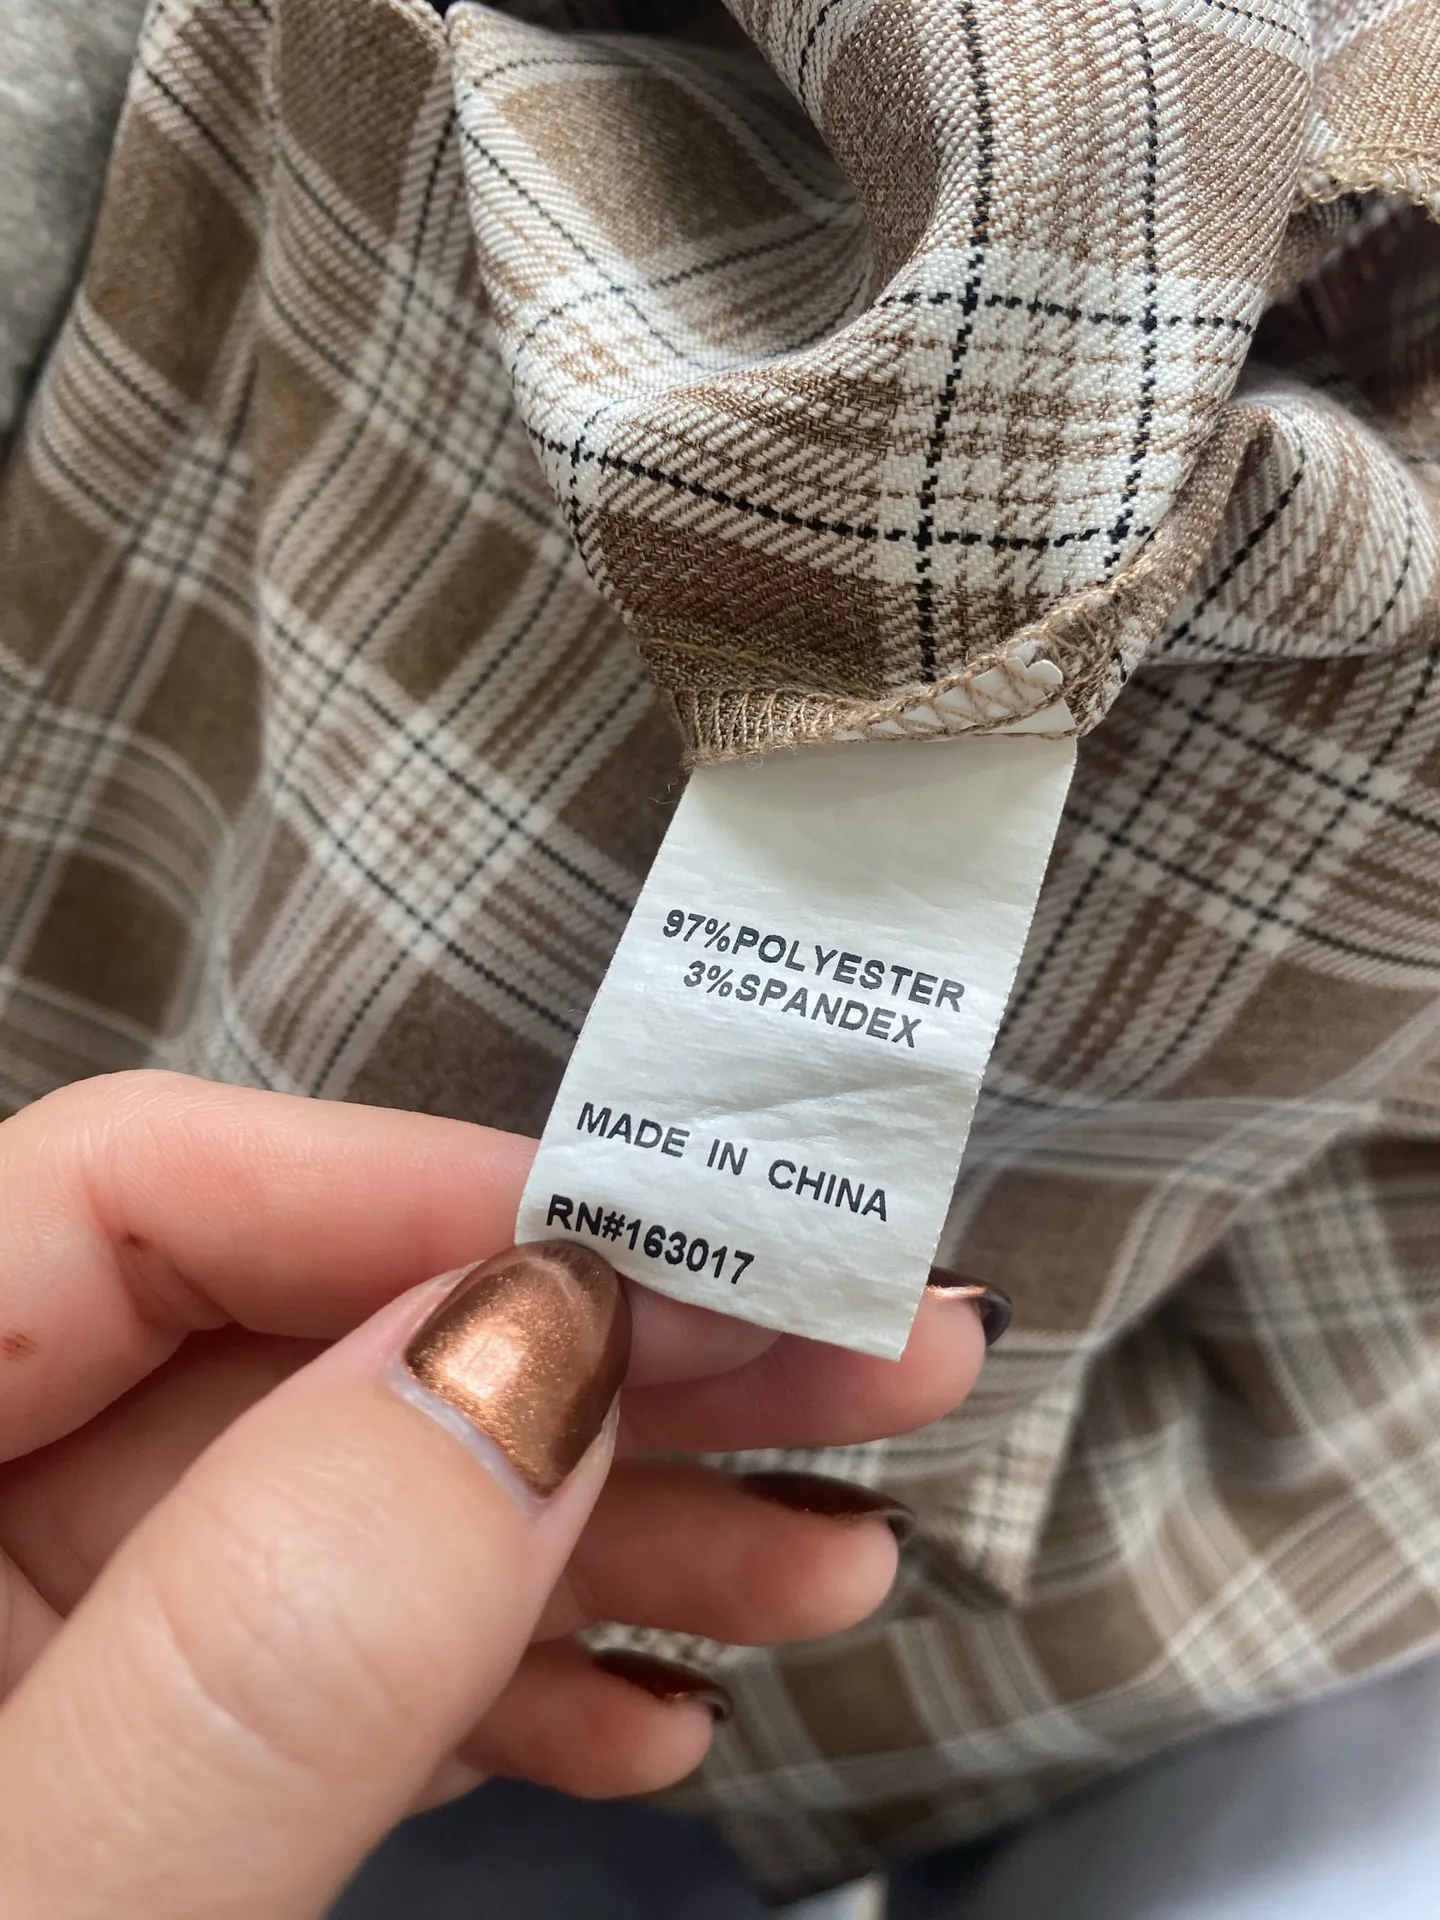 97%POLYESTER
3%SPANDEX
MADE IN CHINA
RN#163017